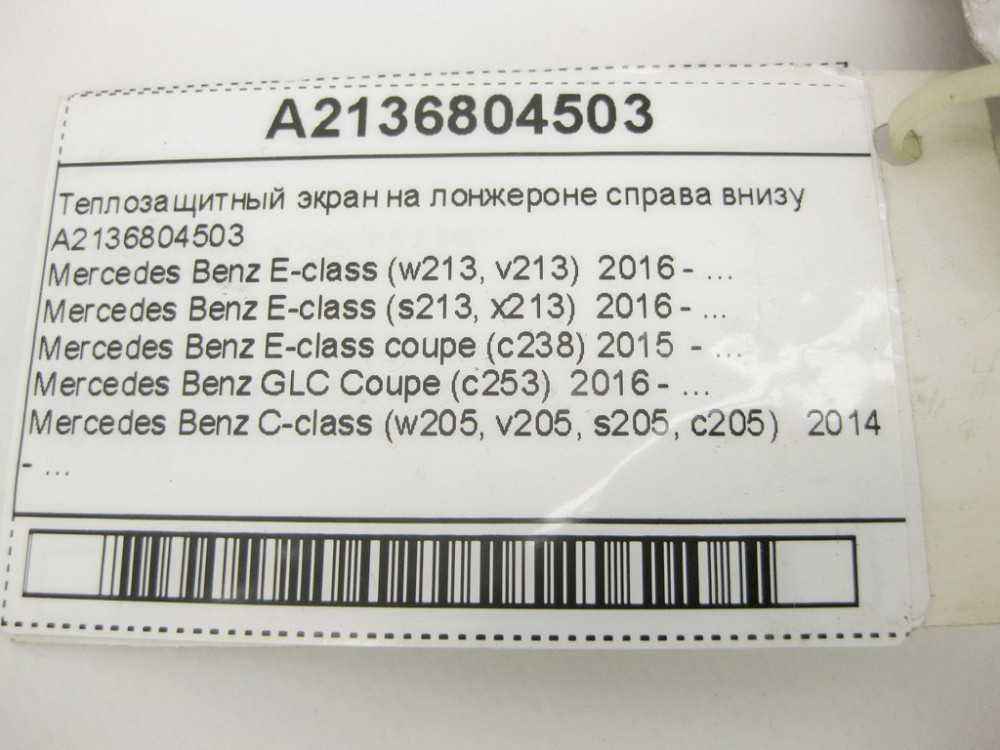 A2136804503
Теплозащитный экран на лонжероне справа внизу
A2136804503
Mercedes Benz E-class (w213, v213) 2016 - ...
Mercedes Benz E-class (s213, x213) 2016 - ...
Mercedes Benz E-class coupe (c238) 2015 - ...
Mercedes Benz GLC Coupe (c253) 2016 - ...
Mercedes Benz C-class (w205, v205, s205, c205) 2014
- ...